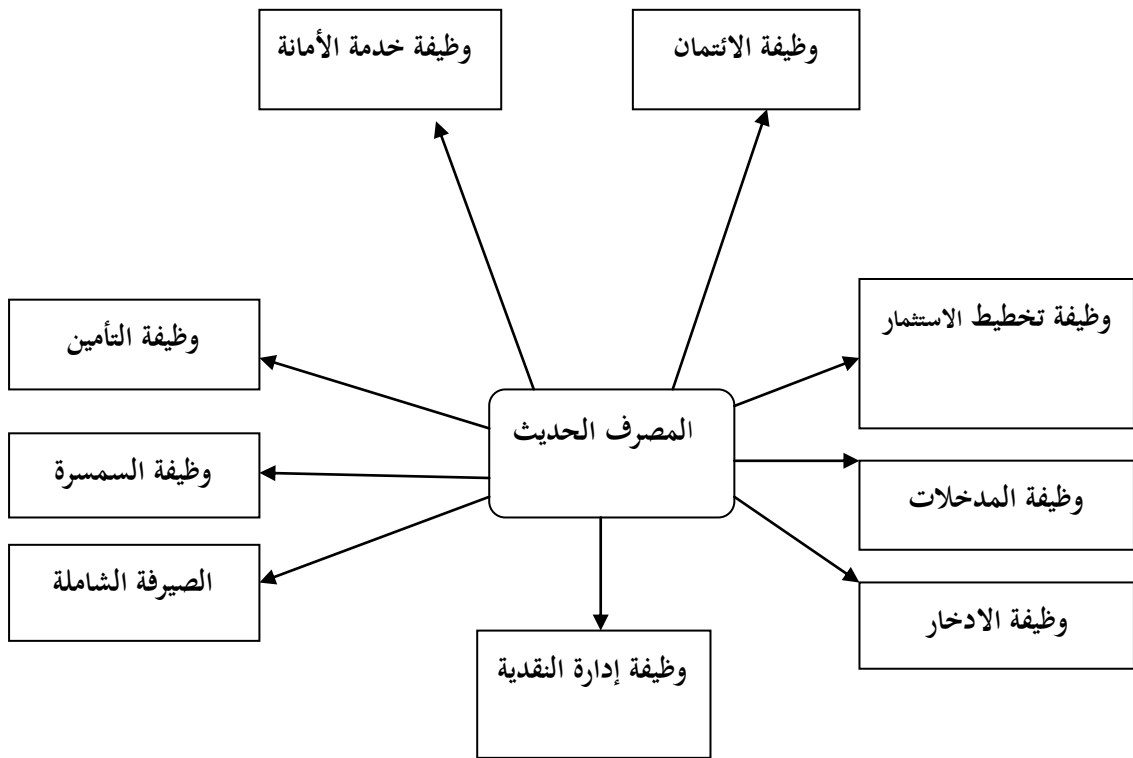 وظيفة الائتمان
وظيفة خدمة الأمانة
وظيفة تخطيط الاستثمار
وظيفة التأمين
المصرف الحديث
وظيفة السمسرة
وظيفة المدخلات
الصيرفة الشاملة
وظيفة الادخار
وظيفة إدارة النقدية